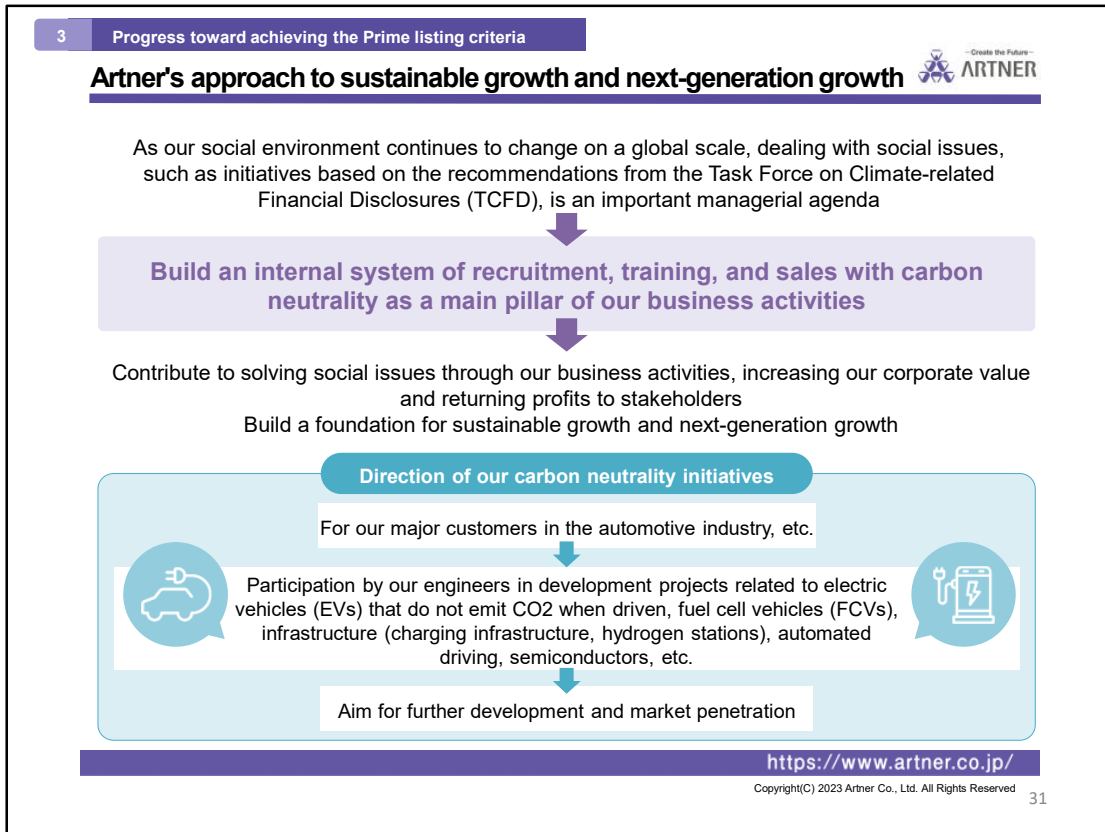 3 Progress toward achieving the Prime listing criteria
Artner's approach to sustainable growth and next-generation growth
–Create the Future–
ARTNER
As our social environment continues to change on a global scale, dealing with social issues,
such as initiatives based on the recommendations from the Task Force on Climate-related
Financial Disclosures (TCFD), is an important managerial agenda
Build an internal system of recruitment, training, and sales with carbon
neutrality as a main pillar of our business activities
Contribute to solving social issues through our business activities, increasing our corporate value
and returning profits to stakeholders
Build a foundation for sustainable growth and next-generation growth
Direction of our carbon neutrality initiatives
For our major customers in the automotive industry, etc.
Participation by our engineers in development projects related to electric
vehicles (EVs) that do not emit CO2 when driven, fuel cell vehicles (FCVs),
infrastructure (charging infrastructure, hydrogen stations), automated
driving, semiconductors, etc.
Aim for further development and market penetration
https://www.artner.co.jp/
Copyright(C) 2023 Artner Co., Ltd. All Rights Reserved
31